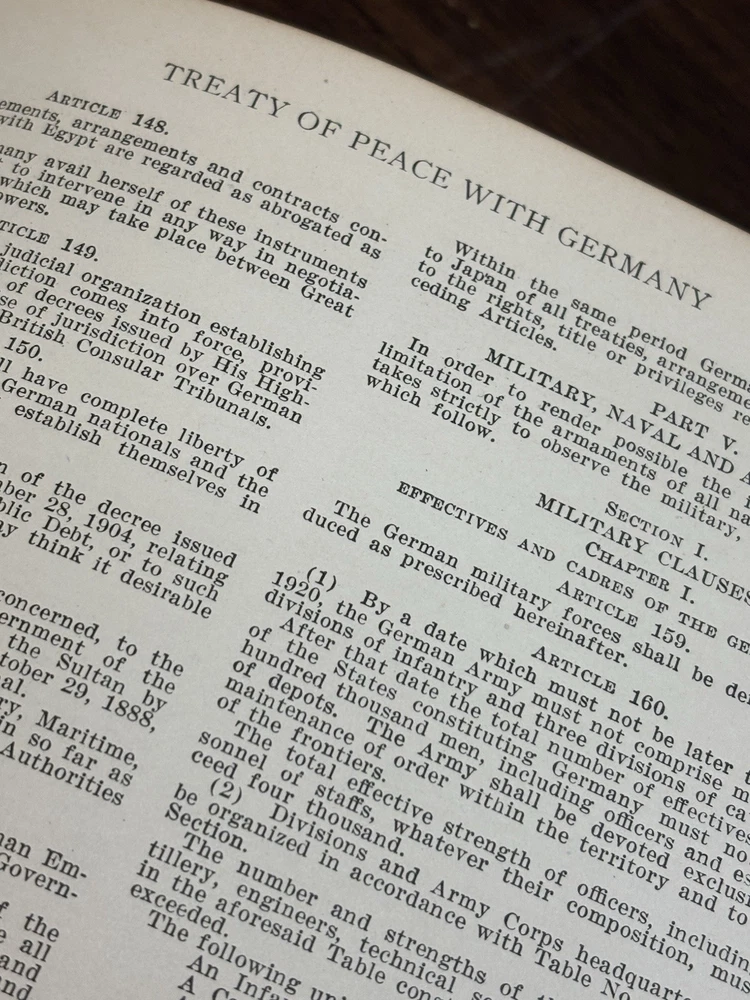 TREATY OF PEACE WITH GERMANY
ARTICLE 148.
ements, arrangements and contracts con-
with Egypt are regarded as abrogated as
many avail herself of these instruments
t to intervene in any way in negotia-
which may take place between Great
owers.
TICLE 149.
judicial organization establishing
diction comes into force, provi-
of decrees issued by His High-
se of jurisdiction over German
British Consular Tribunals.
150.
ll have complete liberty of
German nationals and the
establish themselves in
n of the decree issued
ber 28, 1904, relating
blic Debt, or to such
ay think it desirable
concerned, to the
ernment of the
the Sultan by
tober 29, 1888,
al.
ry, Maritime,
in so far as
Authorities
an Em-
Govern-
f the
e all
and
and
Within the same period Germ
to Japan of all treaties, arrangeme
to the rights, title or privileges re
ceding Articles.
PART V.
MILITARY, NAVAL AND A
In order to render possible the i
limitation of the armaments of all na
takes strictly to observe the military,
which follow.
SECTION I.
MILITARY CLAUSES
CHAPTER I.
EFFECTIVES AND CADRES OF THE GE
ARTICLE 159.
The German military forces shall be de
duced as prescribed hereinafter.
ARTICLE 160.
(1) By a date which must not be later t
1920, the German Army must not comprise m
divisions of infantry and three divisions of ca
After that date the total number of effectives
of the States constituting Germany must no
hundred thousand men, including officers and es
of depots. The Army shall be devoted exclusi
maintenance of order within the territory and to
of the frontiers.
The total effective strength of officers, includin
sonnel of staffs, whatever their composition, mus
ceed four thousand.
(2) Divisions and Army Corps headquart
be organized in accordance with Table No
Section.
The number and strengths of th
tillery, engineers, technical se
in the aforesaid Table cons
exceeded.
The following uni
An Infa
A C
A